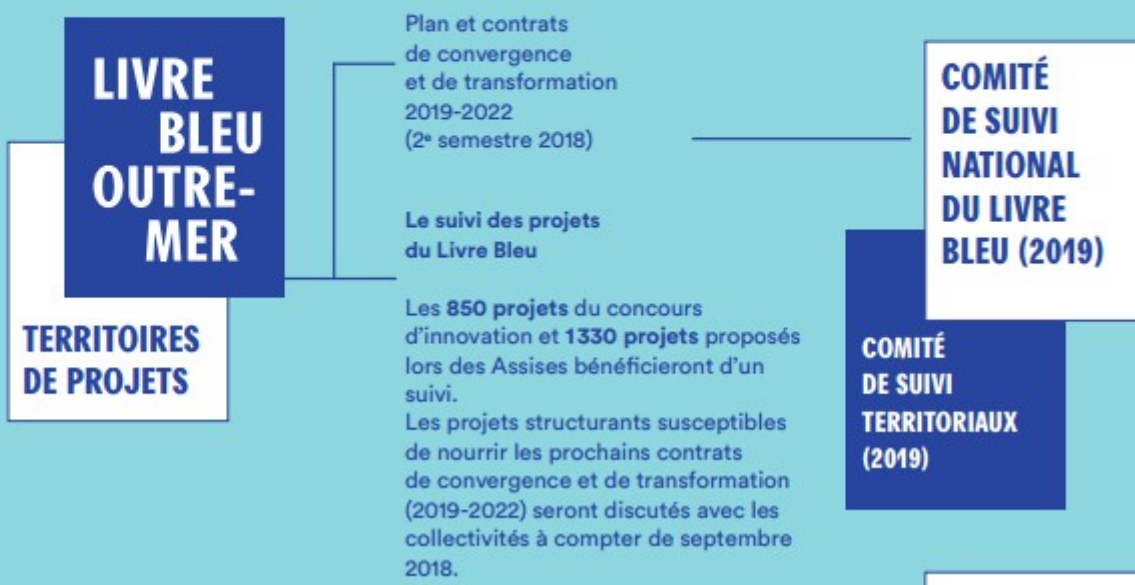 LIVRE
BLEU
OUTRE-
MER
TERRITOIRES
DE PROJETS
Plan et contrats
de convergence
et de transformation
2019-2022
(2e semestre 2018)
Le suivi des projets
du Livre Bleu
Les 850 projets du concours
d'innovation et 1330 projets proposés
lors des Assises bénéficieront d'un
suivi.
Les projets structurants susceptibles
de nourrir les prochains contrats
de convergence et de transformation
(2019-2022) seront discutés avec les
collectivités à compter de septembre
2018.
COMITÉ
DE SUIVI
NATIONAL
DU LIVRE
BLEU (2019)
COMITÉ
DE SUIVI
TERRITORIAUX
(2019)